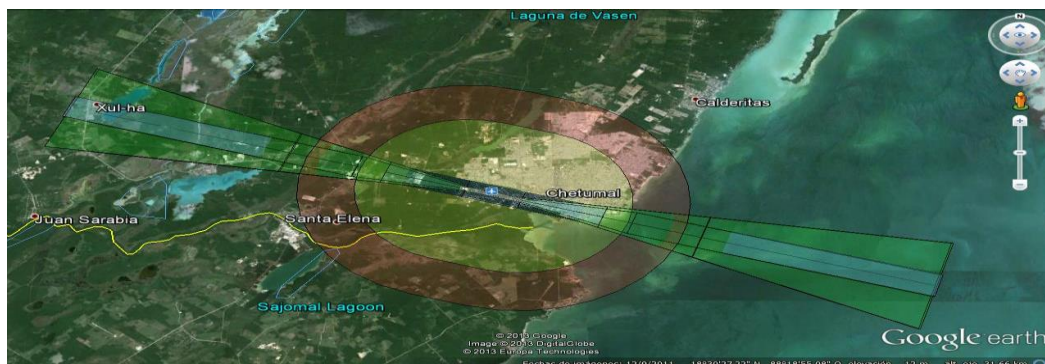 Laguna de Vasen
N
Xul-ha
Calderitas
Chetumal
Juan Sarabia
Santa Elena
Sajomal Lagoon
© 2013 Google
Image © 2013 DigitalGlobe
© 2013 Europa Technologies
Google earth